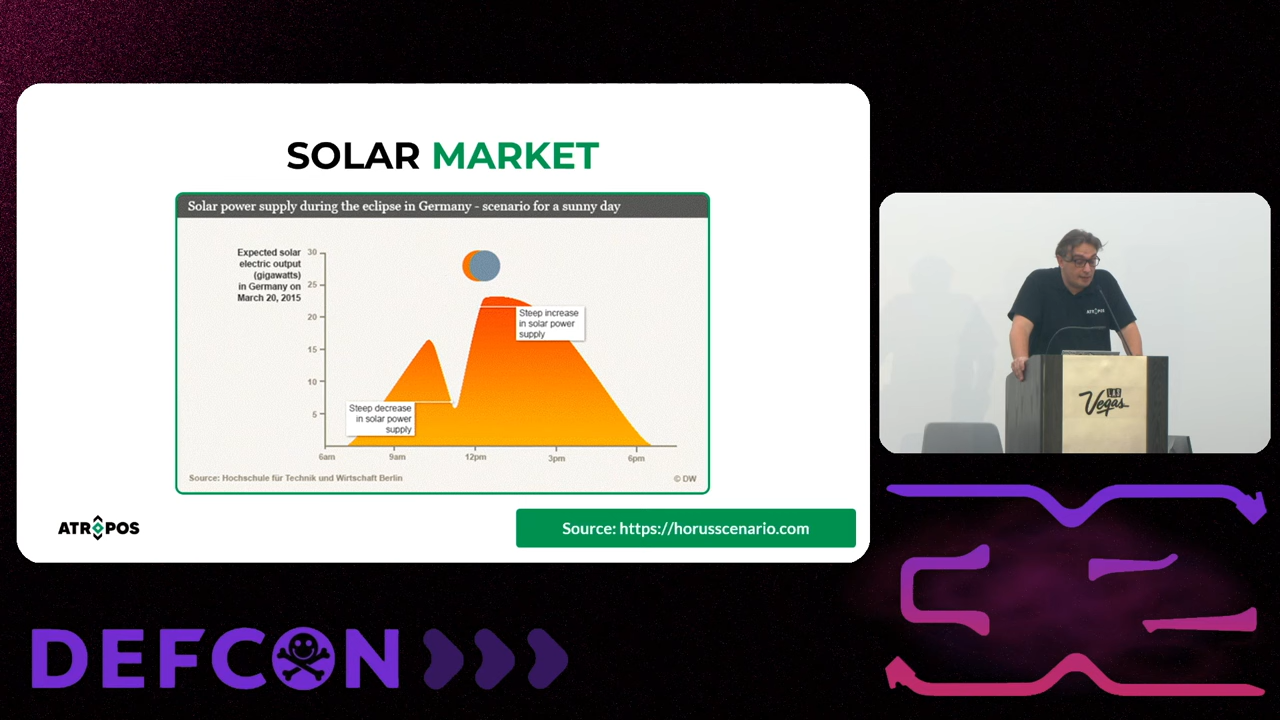 SOLAR MARKET
Solar power supply during the eclipse in Germany - scenario for a sunny day
Expected solar
electric output
(gigawatts)
in Germany on
March 20, 2015
30
25
20
15
10
5
Steep increase
in solar power
supply
Steep decrease
in solar power
supply
6am
9am
12pm
3pm
6pm
Source: Hochschule für Technik und Wirtschaft Berlin
© DW
ATROPOS
Source: https://horusscenario.com
ATROPOS
LAS
Vegas
DEFCON